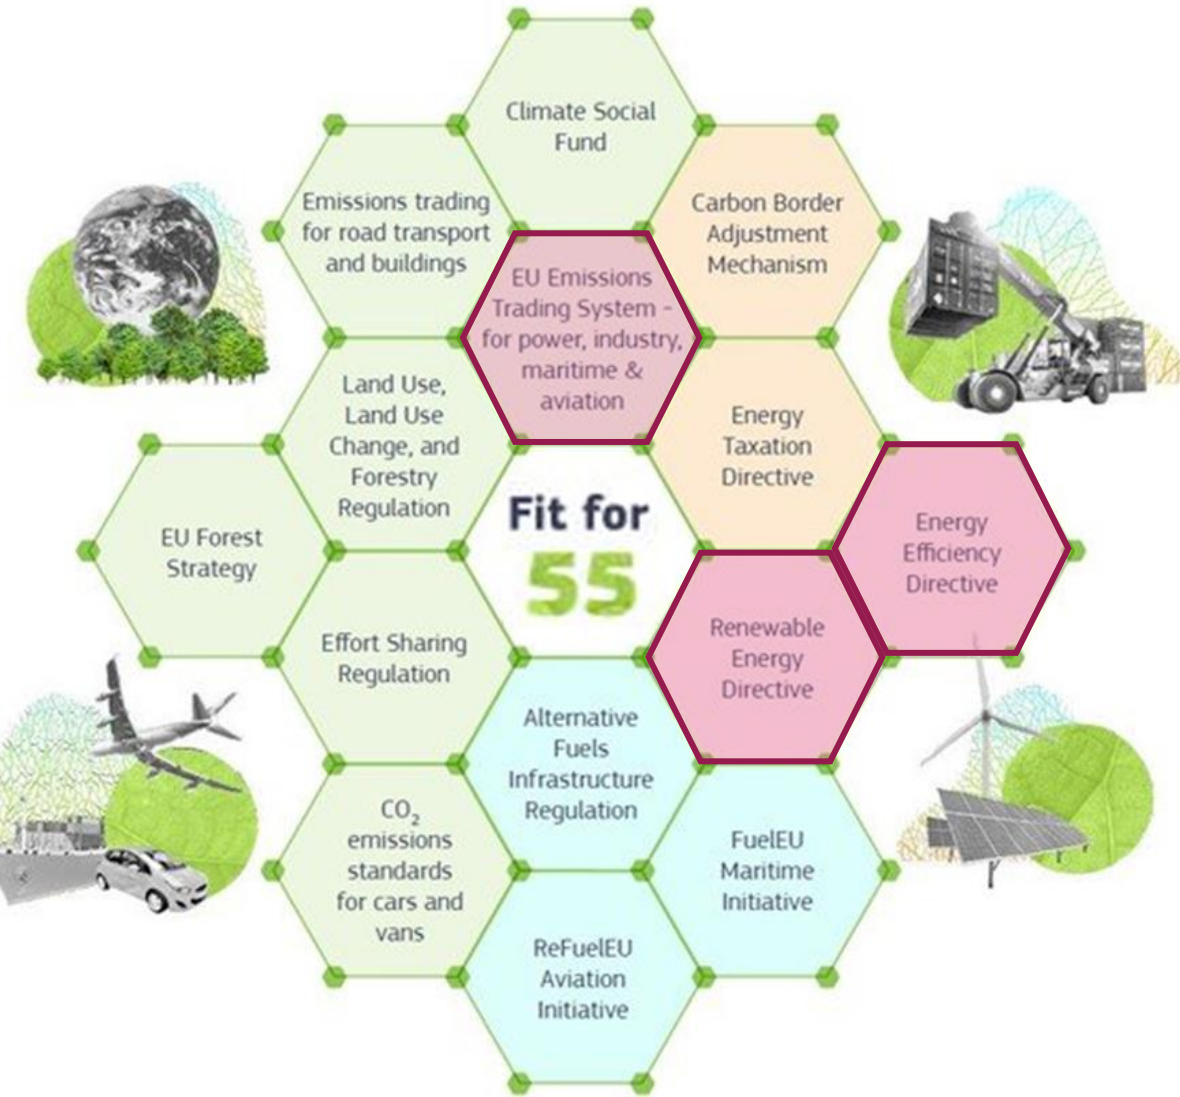 Climate Social
Fund
Emissions trading
for road transport
and buildings
Carbon Border
Adjustment
Mechanism
EU Emissions
Trading System -
for power, industry,
maritime &
aviation
Land Use,
Land Use
Change, and
Forestry
Regulation
Energy
Taxation
Directive
EU Forest
Strategy
Fit for
55
Energy
Efficiency
Directive
Effort Sharing
Regulation
Renewable
Energy
Directive
Alternative
Fuels
Infrastructure
Regulation
CO₂
emissions
standards
for cars and
vans
FuelEU
Maritime
Initiative
ReFuelEU
Aviation
Initiative